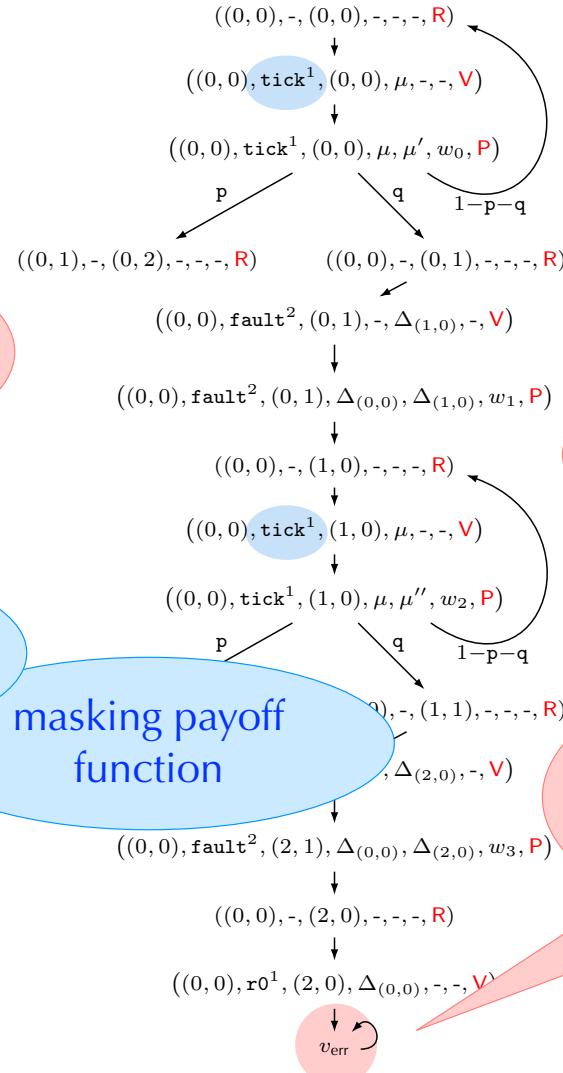 ((0, 0), -, (0, 0), -, -, -, R)
((0, 0), tick¹, (0, 0), μ, -, -, V)
((0, 0), tick¹, (0, 0), μ, μ′, w₀, P)
p q 1−p−q
((0, 1), -, (0, 2), -, -, -, R) ((0, 0), -, (0, 1), -, -, -, R)
((0, 0), fault², (0, 1), -, Δ₍₁,₀₎, -, V)
((0, 0), fault², (0, 1), Δ₍₀,₀₎, Δ₍₁,₀₎, w₁, P)
((0, 0), -, (1, 0), -, -, -, R)
((0, 0), tick¹, (1, 0), μ, -, -, V)
((0, 0), tick¹, (1, 0), μ, μ″, w₂, P)
p q 1−p−q
masking payoff
function
), -, (1, 1), -, -, -, R)
, Δ₍₂,₀₎, -, V)
((0, 0), fault², (2, 1), Δ₍₀,₀₎, Δ₍₂,₀₎, w₃, P)
((0, 0), -, (2, 0), -, -, -, R)
((0, 0), r0¹, (2, 0), Δ₍₀,₀₎, -, -, V)
v_err